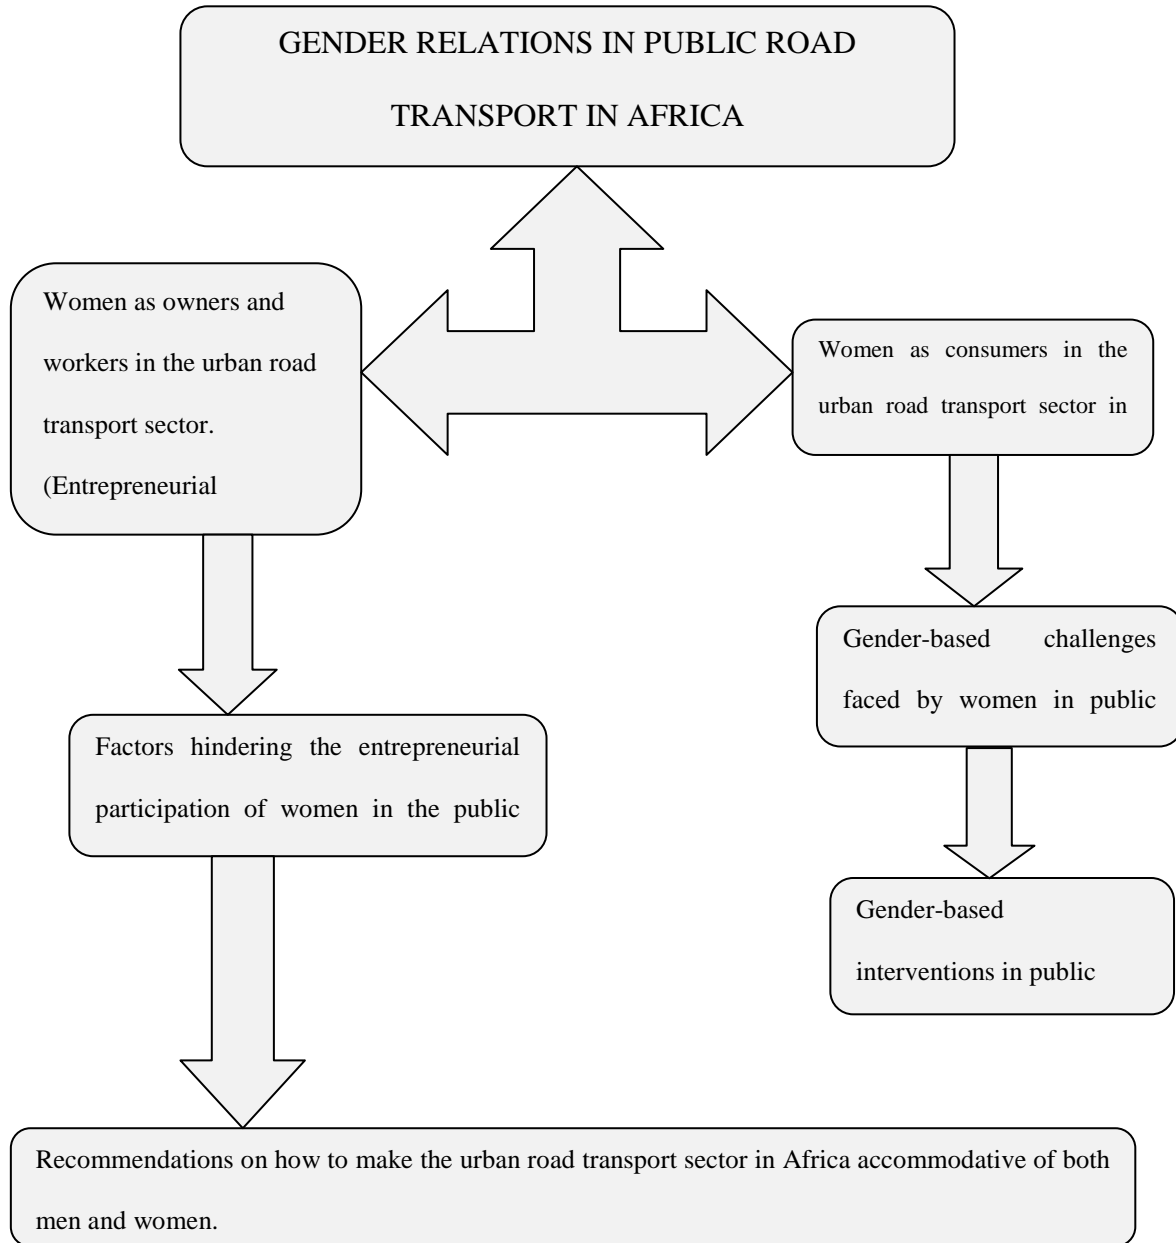 GENDER RELATIONS IN PUBLIC ROAD
TRANSPORT IN AFRICA
Women as owners and
workers in the urban road
transport sector.
(Entrepreneurial
Women as consumers in the
urban road transport sector in
Gender-based challenges
faced by women in public
Factors hindering the entrepreneurial
participation of women in the public
Gender-based
interventions in public
Recommendations on how to make the urban road transport sector in Africa accommodative of both
men and women.